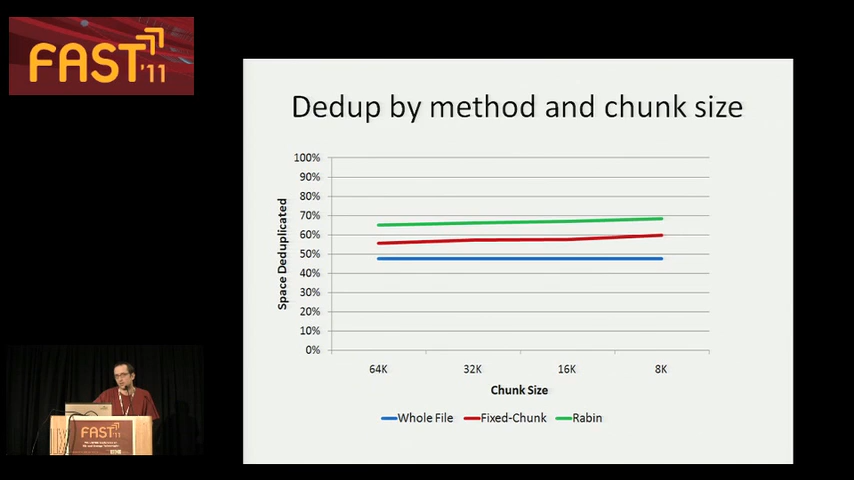 FAST'11
Dedup by method and chunk size
Space Deduplicated
100%
90%
80%
70%
60%
50%
40%
30%
20%
10%
0%
64K 32K 16K 8K
Chunk Size
Whole File Fixed-Chunk Rabin
FAST'11